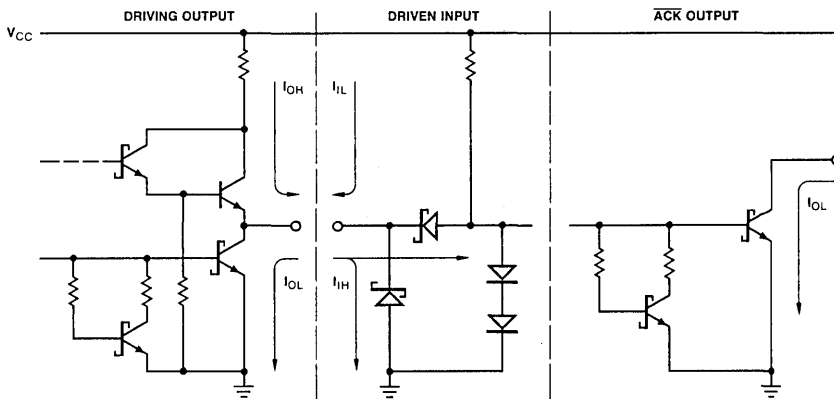 DRIVING OUTPUT
DRIVEN INPUT
ACK OUTPUT
VCC
IOH
IIL
IOL
IOL
IIH